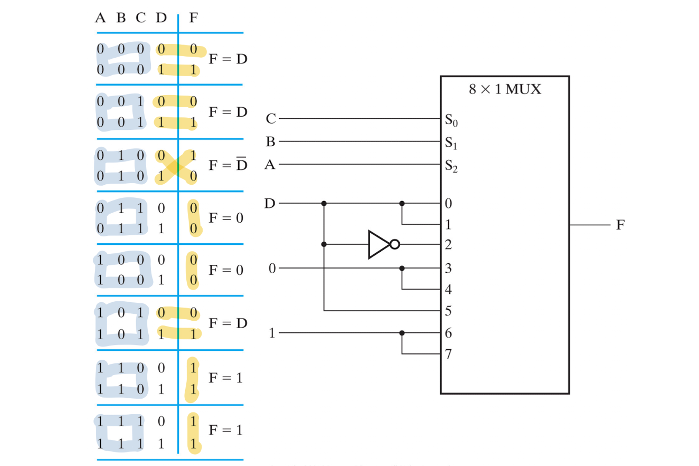 A B C D F
0 0 0 0 0
0 0 0 1 1
F = D
0 0 1 0 0
0 0 1 1 1
F = D
0 1 0 0 1
0 1 0 1 0
F = D̅
0 1 1 0 0
0 1 1 1 0
F = 0
1 0 0 0 0
1 0 0 1 0
F = 0
1 0 1 0 0
1 0 1 1 1
F = D
1 1 0 0 1
1 1 0 1 1
F = 1
1 1 1 0 1
1 1 1 1 1
F = 1
8 × 1 MUX
C S₀
B S₁
A S₂
D 0
1
2
0 3
4
5
1 6
7
F